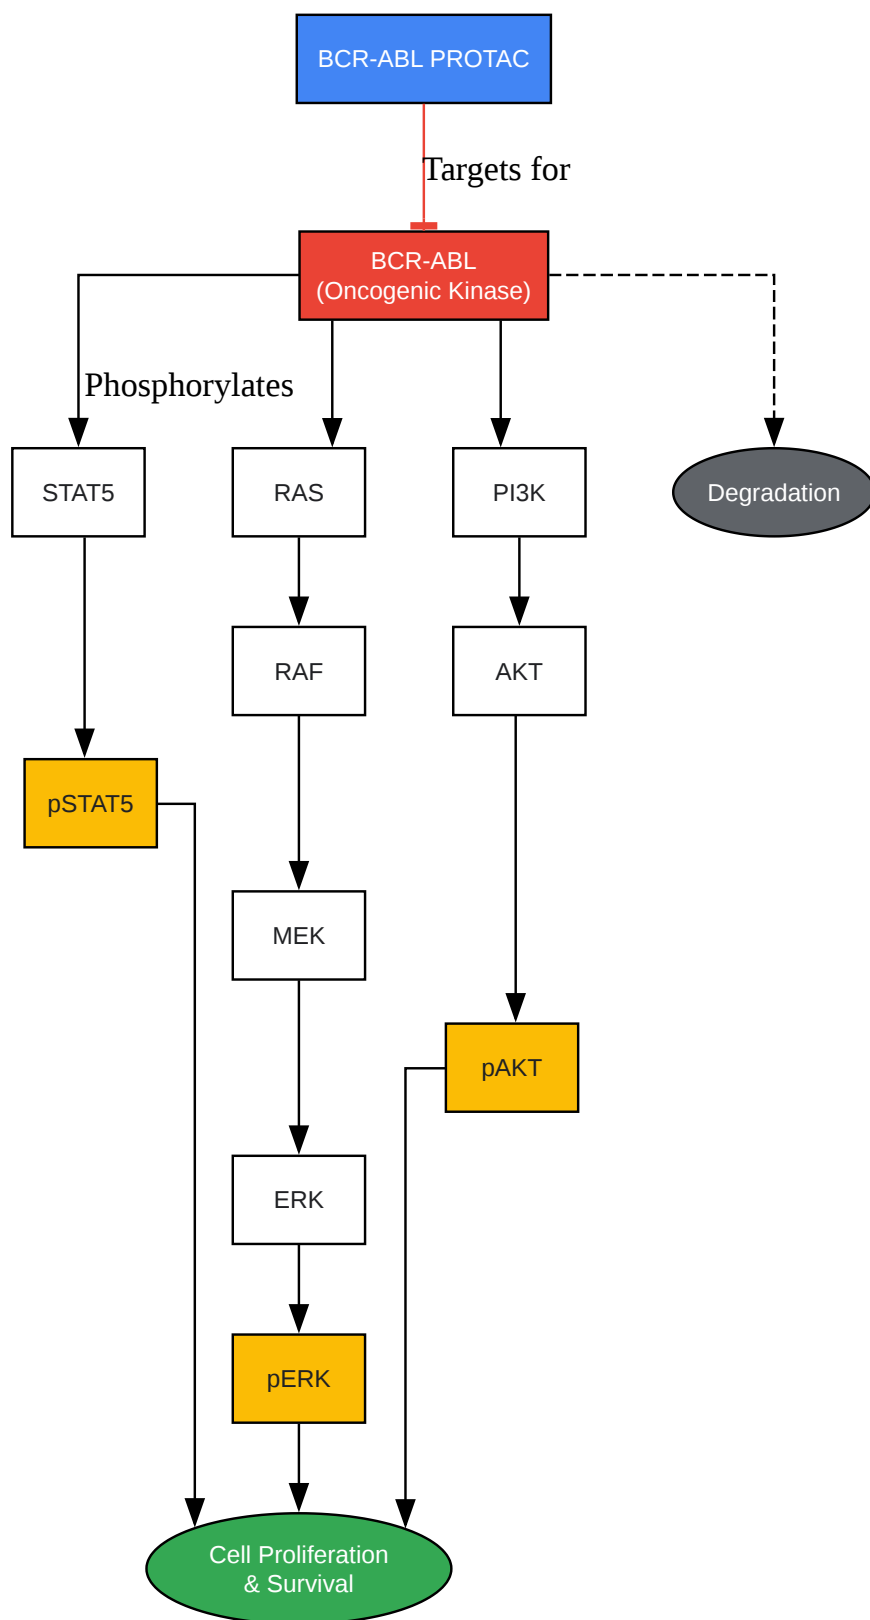 BCR-ABL PROTAC
Targets for
BCR-ABL
(Oncogenic Kinase)
Phosphorylates
STAT5
RAS
PI3K
Degradation
RAF
AKT
pSTAT5
MEK
pAKT
ERK
pERK
Cell Proliferation
& Survival